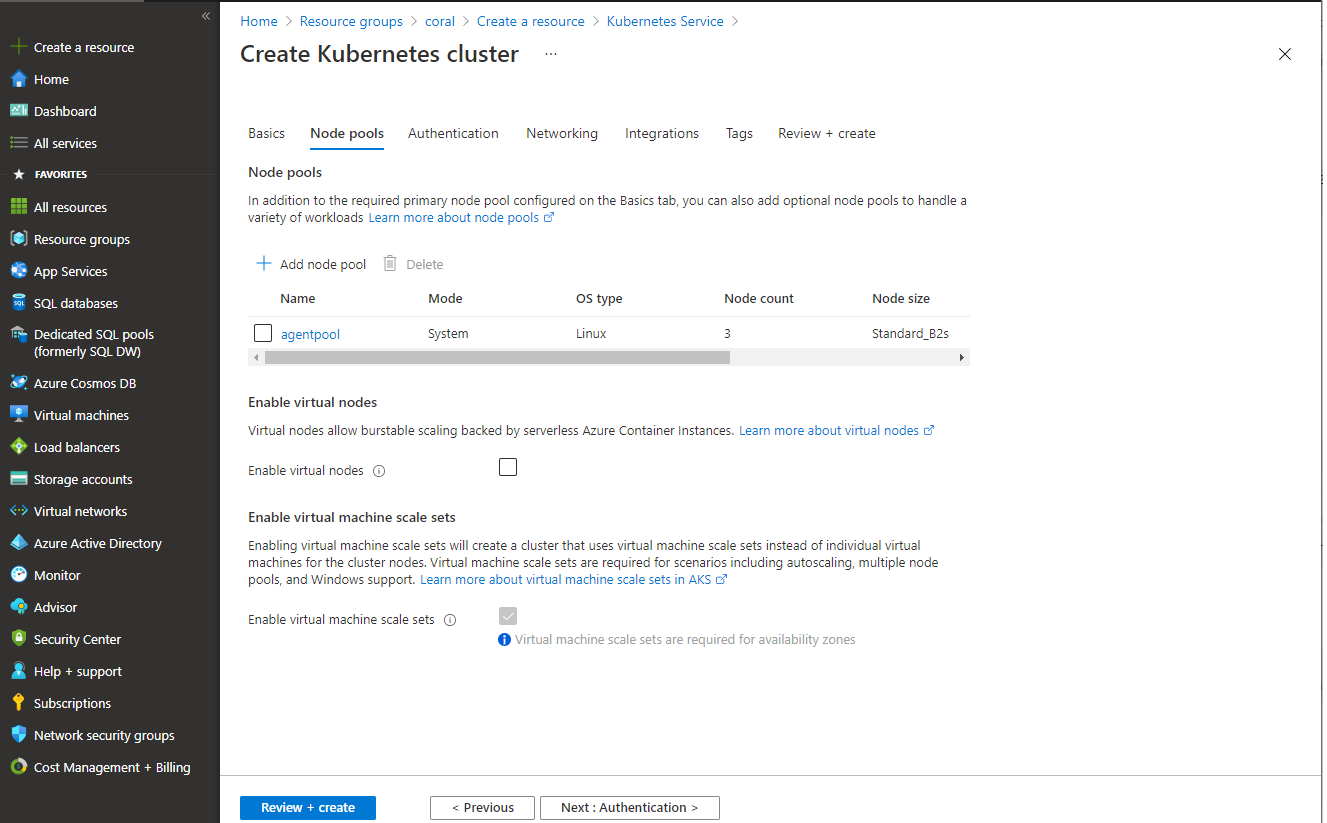 «
Create a resource
Home
Dashboard
All services
FAVORITES
All resources
Resource groups
App Services
SQL databases
Dedicated SQL pools
(formerly SQL DW)
Azure Cosmos DB
Virtual machines
Load balancers
Storage accounts
Virtual networks
Azure Active Directory
Monitor
Advisor
Security Center
Help + support
Subscriptions
Network security groups
Cost Management + Billing
Home > Resource groups > coral > Create a resource > Kubernetes Service >
Create Kubernetes cluster ...
Basics Node pools Authentication Networking Integrations Tags Review + create
Node pools
In addition to the required primary node pool configured on the Basics tab, you can also add optional node pools to handle a
variety of workloads Learn more about node pools
Add node pool Delete
Name Mode OS type Node count Node size
agentpool System Linux 3 Standard_B2s
Enable virtual nodes
Virtual nodes allow burstable scaling backed by serverless Azure Container Instances. Learn more about virtual nodes
Enable virtual nodes
Enable virtual machine scale sets
Enabling virtual machine scale sets will create a cluster that uses virtual machine scale sets instead of individual virtual
machines for the cluster nodes. Virtual machine scale sets are required for scenarios including autoscaling, multiple node
pools, and Windows support. Learn more about virtual machine scale sets in AKS
Enable virtual machine scale sets
Virtual machine scale sets are required for availability zones
Review + create < Previous Next : Authentication >